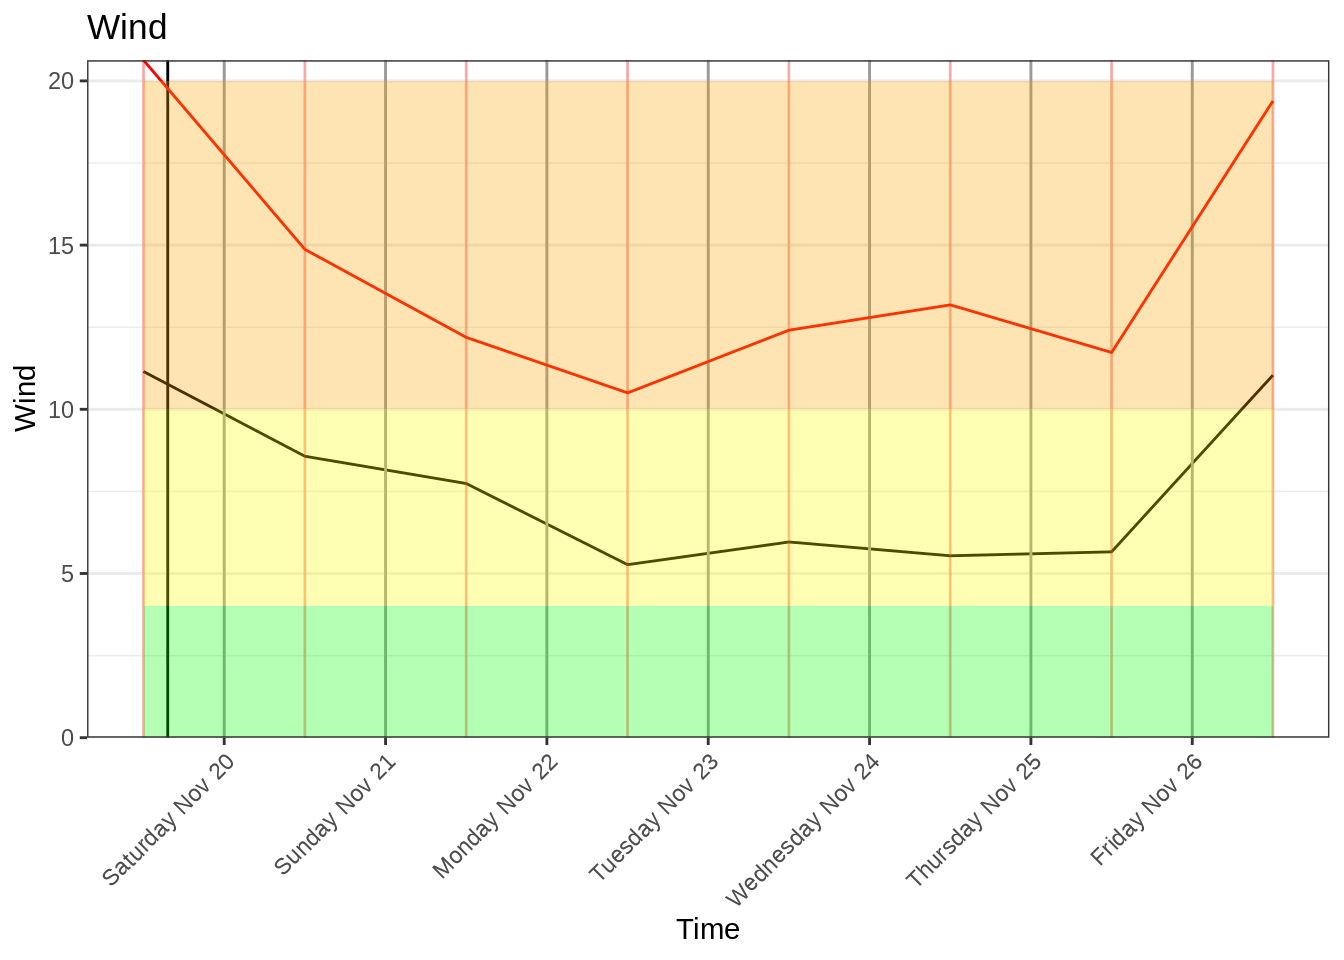 Wind
20
15
10
5
0
Wind
Saturday Nov 20
Sunday Nov 21
Monday Nov 22
Tuesday Nov 23
Wednesday Nov 24
Thursday Nov 25
Friday Nov 26
Time